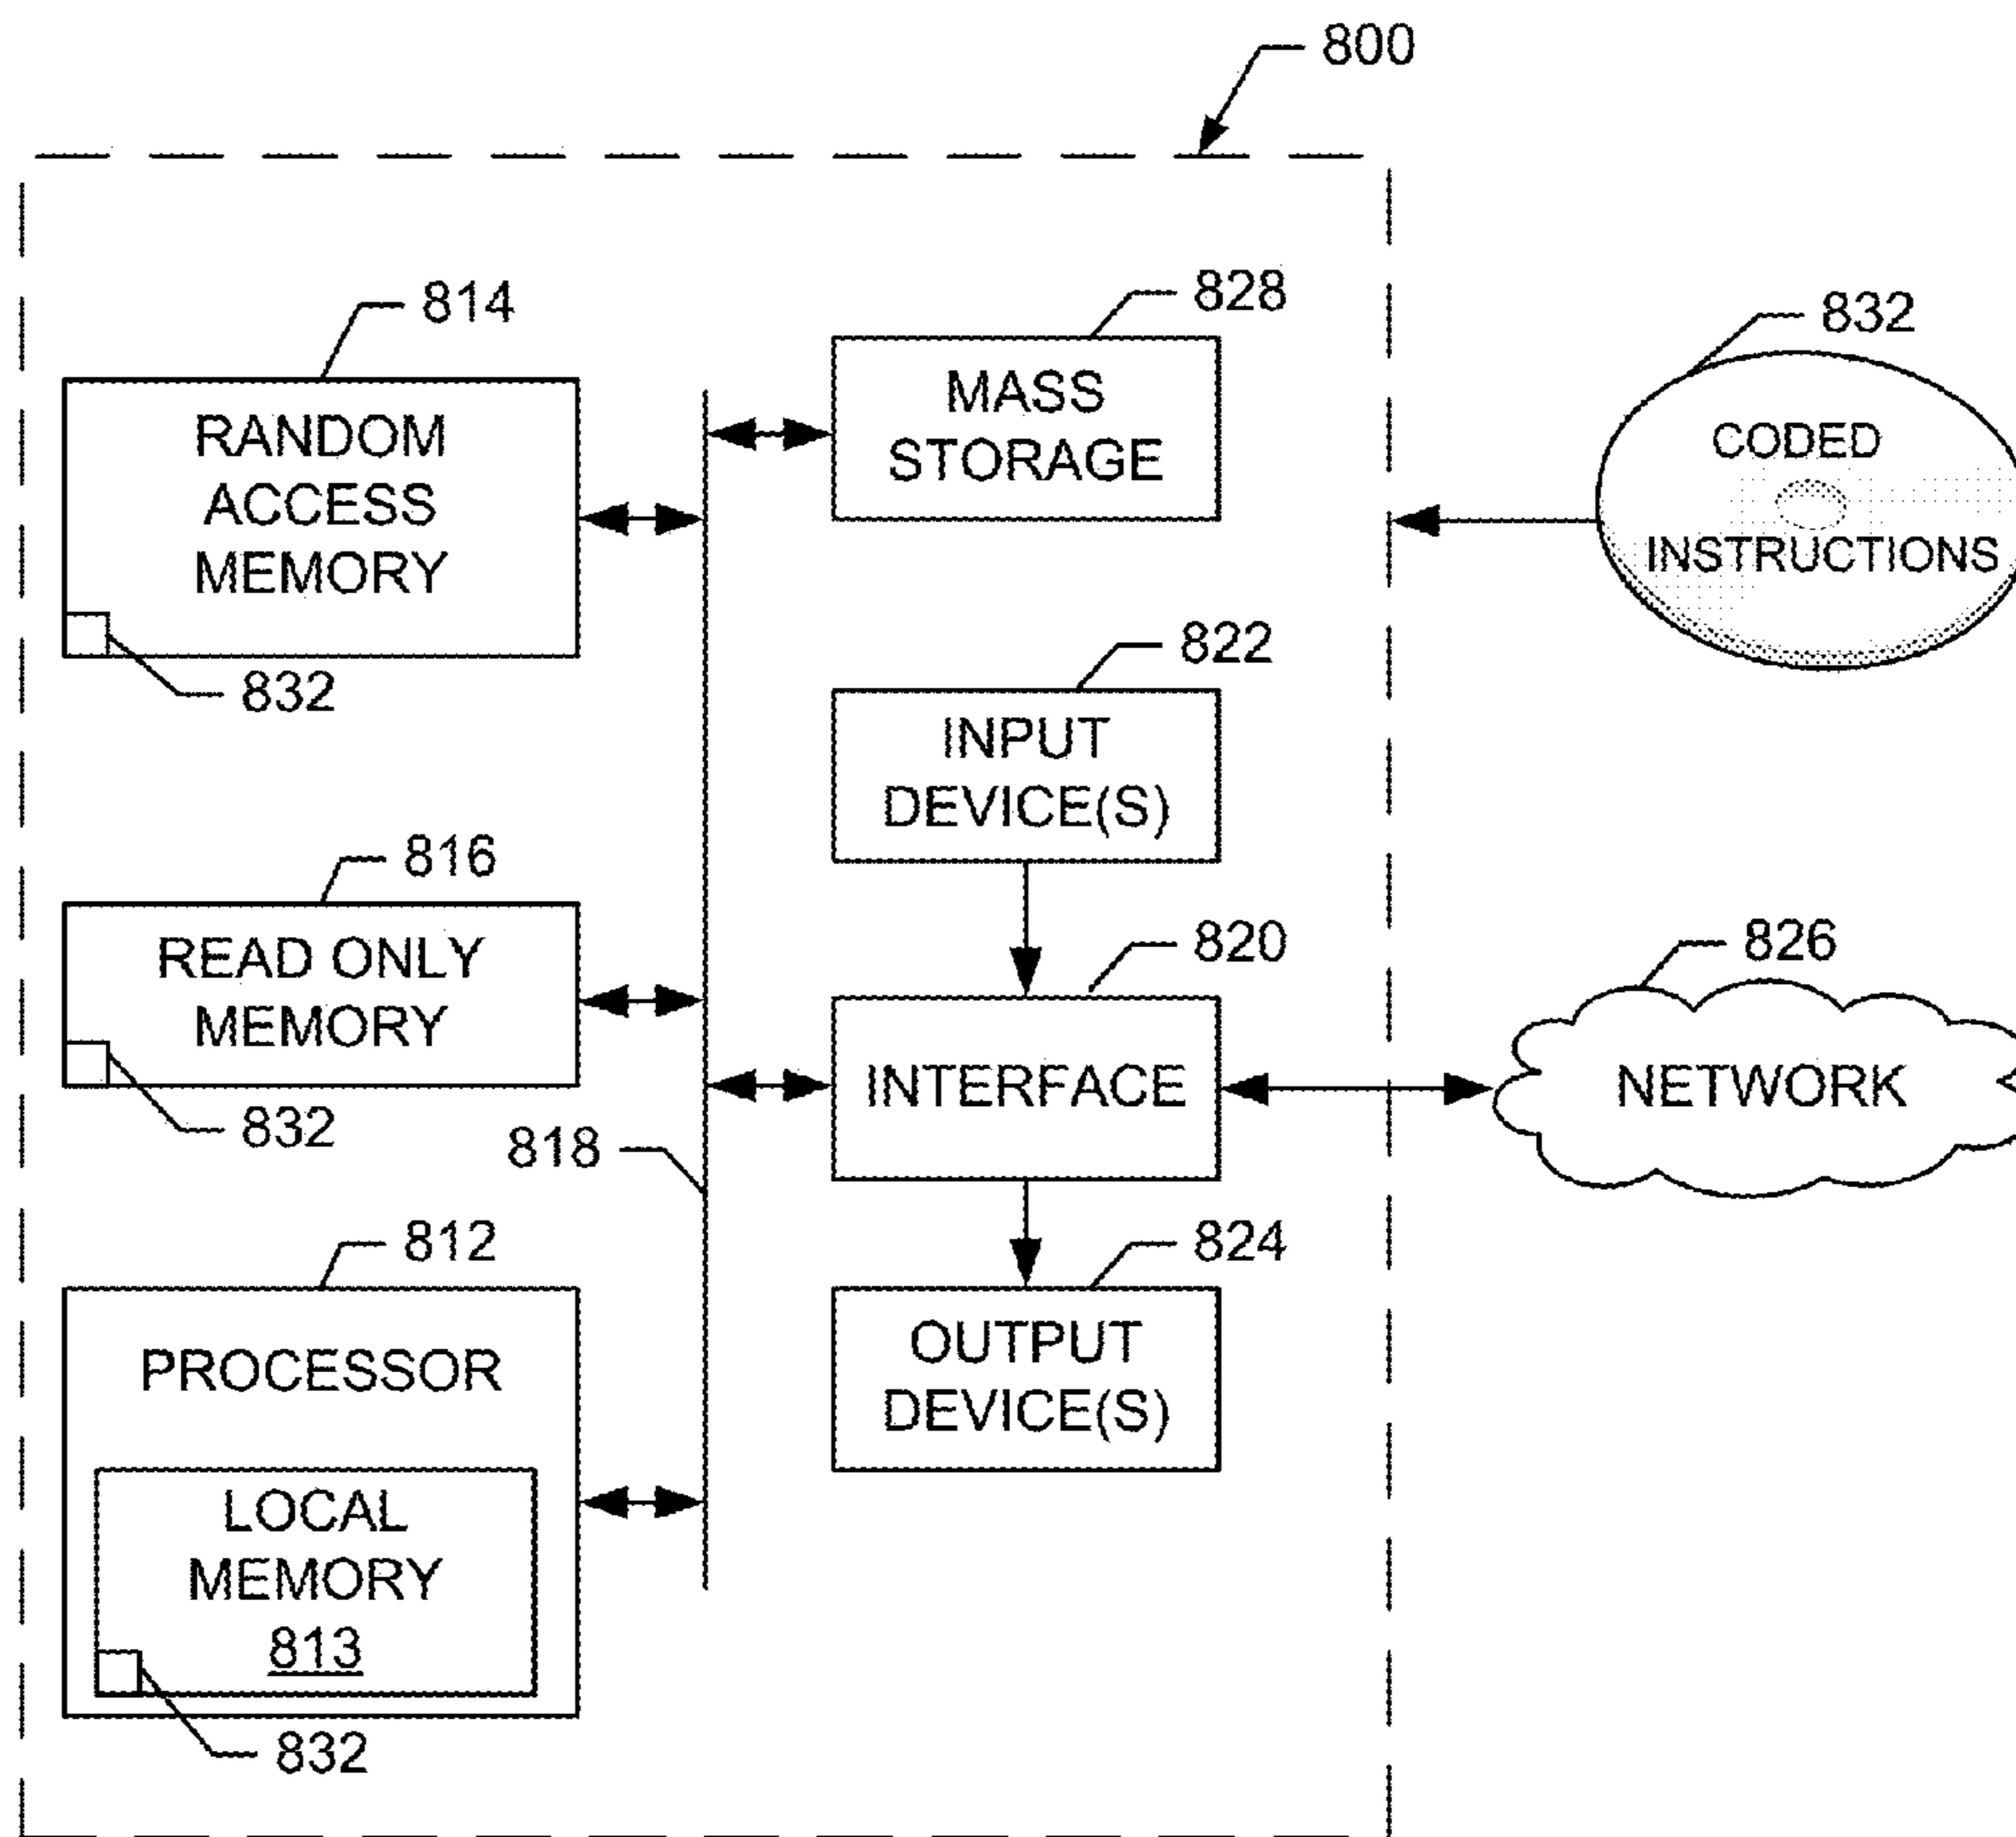 800
814
RANDOM
ACCESS
MEMORY
832
828
MASS
STORAGE
832
CODED
INSTRUCTIONS
822
INPUT
DEVICE(S)
816
READ ONLY
MEMORY
832
818
820
INTERFACE
826
NETWORK
812
PROCESSOR
LOCAL
MEMORY
813
832
824
OUTPUT
DEVICE(S)